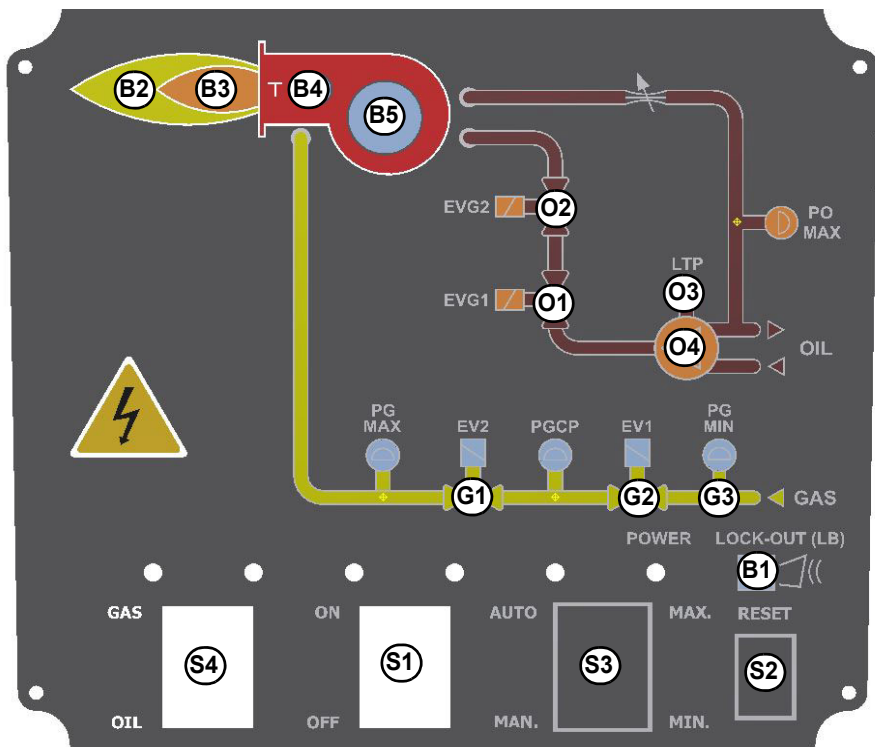 B2 B3 T B4
B5
EVG2 O2
PO
MAX
LTP
EVG1 O1 O3
O4 OIL
PG
MAX EV2 PGCP EV1 PG
MIN
G1 G2 G3 GAS
POWER LOCK-OUT (LB)
B1
GAS ON AUTO MAX. RESET
S4 S1 S3 S2
OIL OFF MAN. MIN.